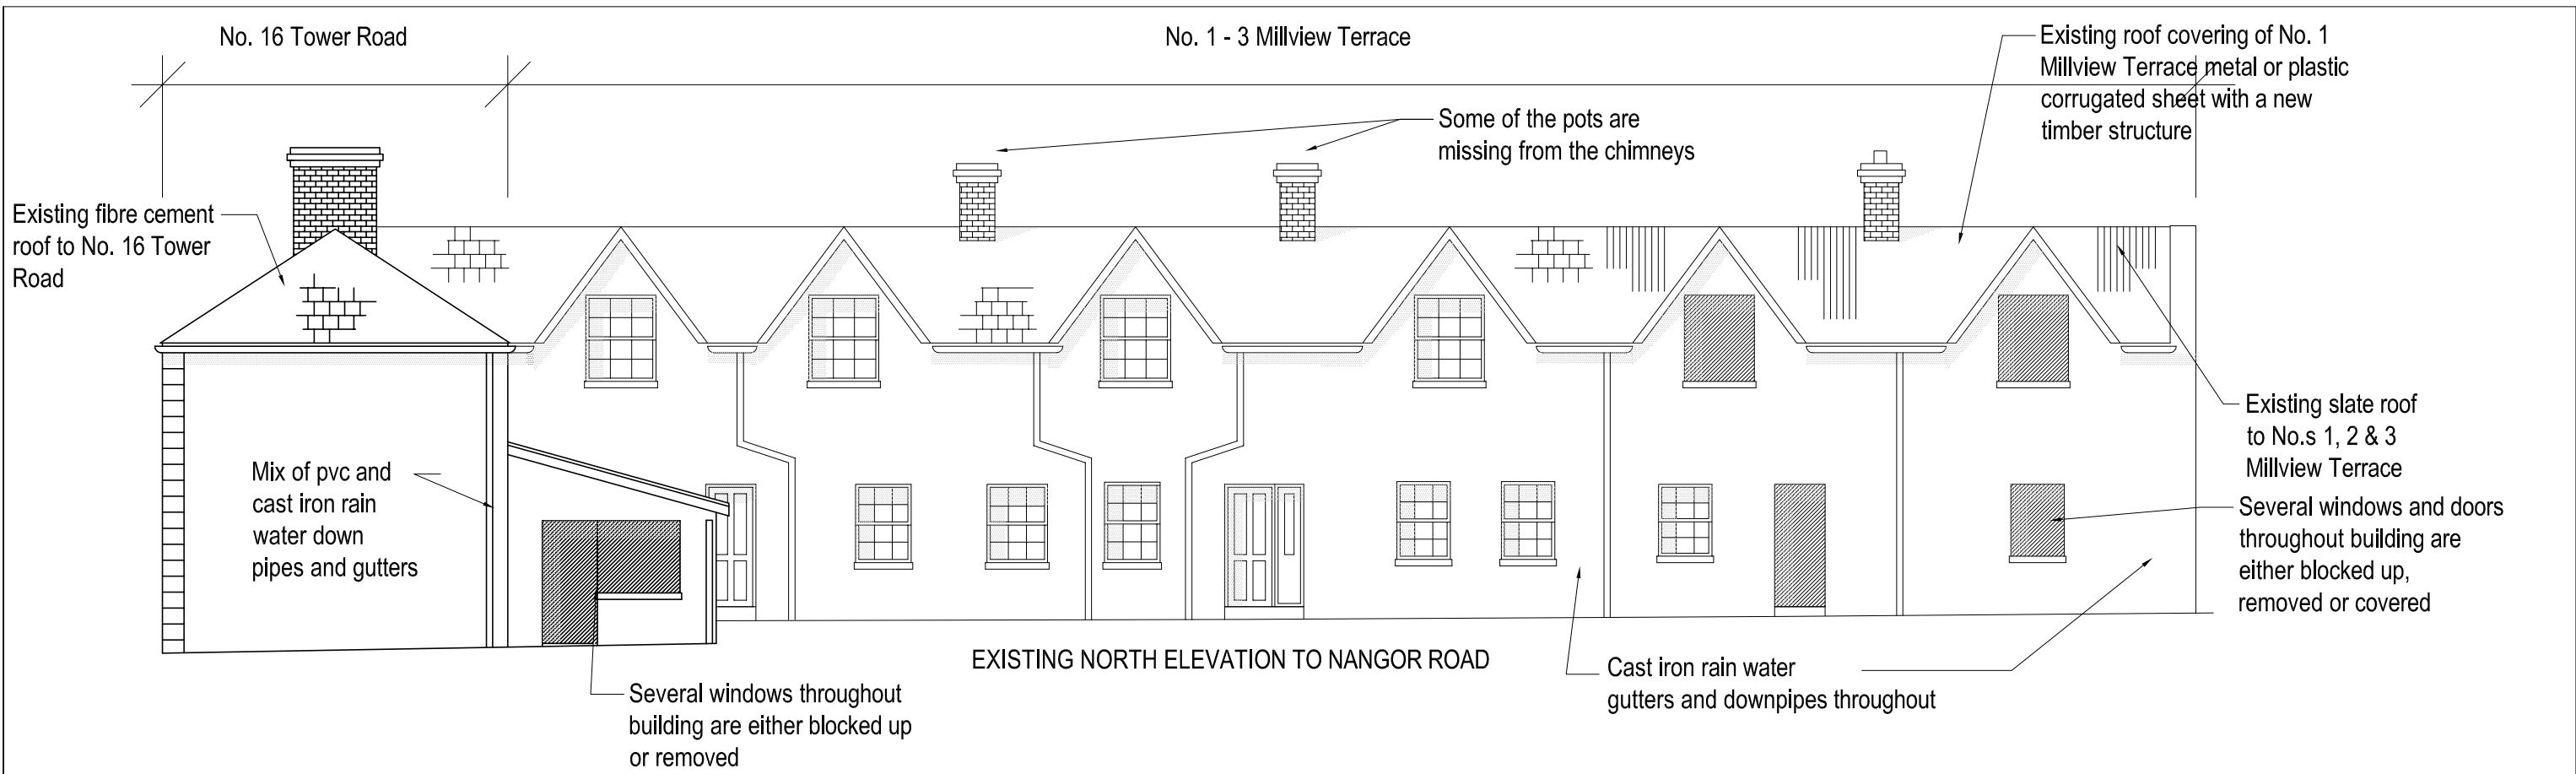 No. 16 Tower Road
No. 1 - 3 Millview Terrace
Existing roof covering of No. 1
Millview Terrace metal or plastic
corrugated sheet with a new
timber structure
Some of the pots are
missing from the chimneys
Existing fibre cement
roof to No. 16 Tower
Road
Existing slate roof
to No.s 1, 2 & 3
Millview Terrace
Mix of pvc and
cast iron rain
water down
pipes and gutters
Several windows and doors
throughout building are
either blocked up,
removed or covered
EXISTING NORTH ELEVATION TO NANGOR ROAD
Cast iron rain water
gutters and downpipes throughout
Several windows throughout
building are either blocked up
or removed